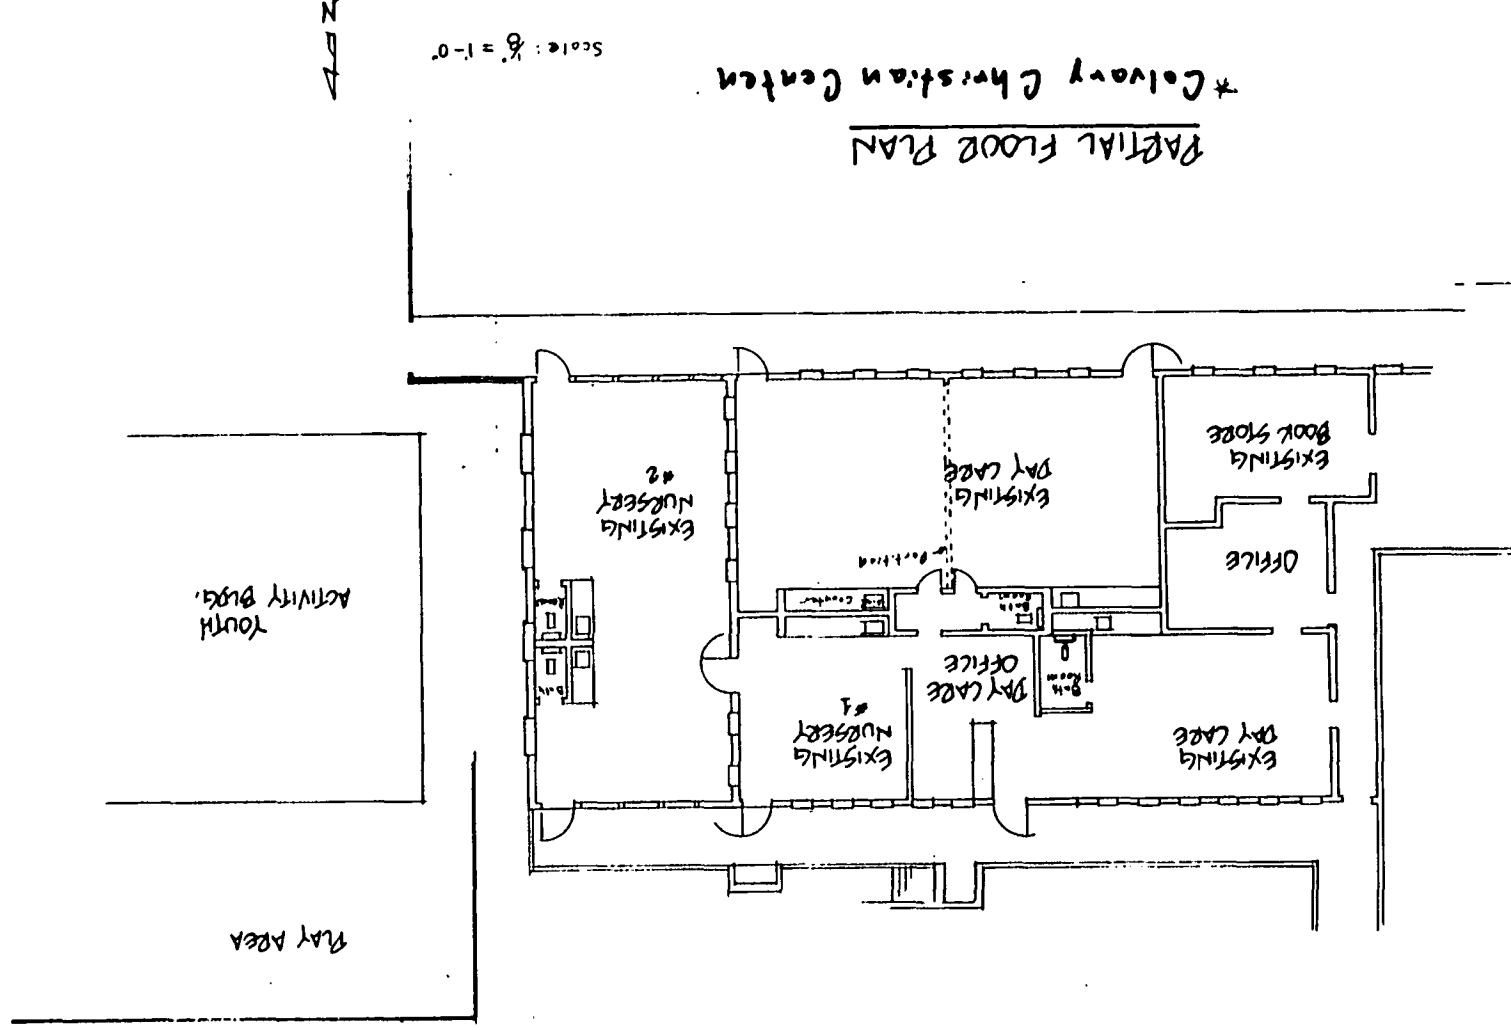 PLAY AREA
EXISTING
DAY CARE
Bath
Room
DAY CARE
OFFICE
EXISTING
NURSERY
#1
YOUTH
ACTIVITY BLDG.
OFFICE
Bath
Room
Counter
Room
Partition
EXISTING
DAY CARE
EXISTING
NURSERY
#2
EXISTING
BOOK STORE
PARTIAL FLOOR PLAN
*Calvary Christian Center
Scale: 1/8" = 1'-0"
N